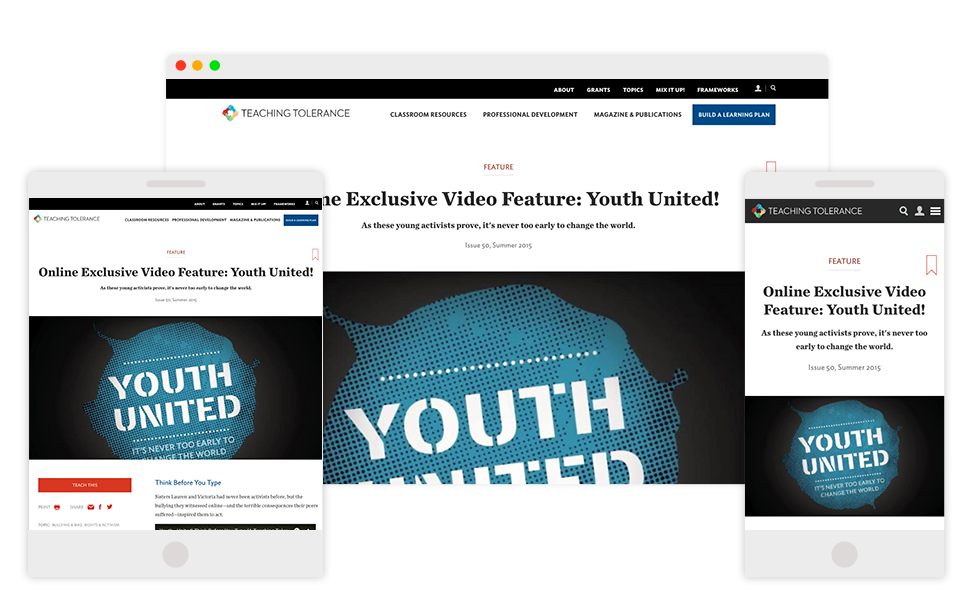 ABOUT GRANTS TOPICS MIX IT UP! FRAMEWORKS
TEACHING TOLERANCE CLASSROOM RESOURCES PROFESSIONAL DEVELOPMENT MAGAZINE & PUBLICATIONS BUILD A LEARNING PLAN
FEATURE
ne Exclusive Video Feature: Youth United!
As these young activists prove, it's never too early to change the world.
Issue 50, Summer 2015
YOUTH
UNITED
ABOUT GRANTS TOPICS MIX IT UP! FRAMEWORKS
TEACHING TOLERANCE CLASSROOM RESOURCES PROFESSIONAL DEVELOPMENT MAGAZINE & PUBLICATIONS BUILD A LEARNING PLAN
FEATURE
Online Exclusive Video Feature: Youth United!
As these young activists prove, it's never too early to change the world.
Issue 50, Summer 2015
YOUTH
UNITED
IT'S NEVER TOO EARLY TO
CHANGE THE WORLD
TEACH THIS
PRINT SHARE
TOPIC: BULLYING & BIAS, RIGHTS & ACTIVISM
Think Before You Type
Sisters Lauren and Victoria had never been activists before, but the
bullying they witnessed online—and the terrible consequences their peers
suffered—inspired them to act.
TEACHING TOLERANCE
FEATURE
Online Exclusive Video
Feature: Youth United!
As these young activists prove, it's never too
early to change the world.
Issue 50, Summer 2015
YOUTH
UNITED
IT'S NEVER TOO EARLY TO
CHANGE THE WORLD